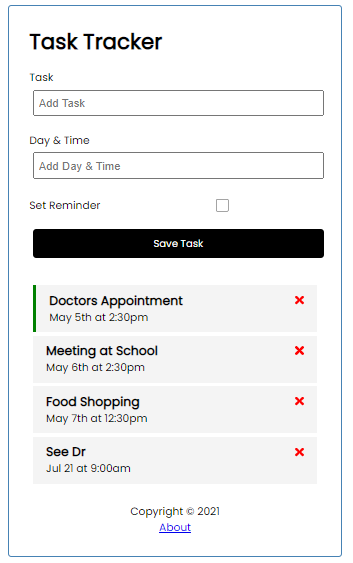 Task Tracker
Task
Add Task
Day & Time
Add Day & Time
Set Reminder
Save Task
Doctors Appointment
May 5th at 2:30pm
Meeting at School
May 6th at 2:30pm
Food Shopping
May 7th at 12:30pm
See Dr
Jul 21 at 9:00am
Copyright © 2021
About